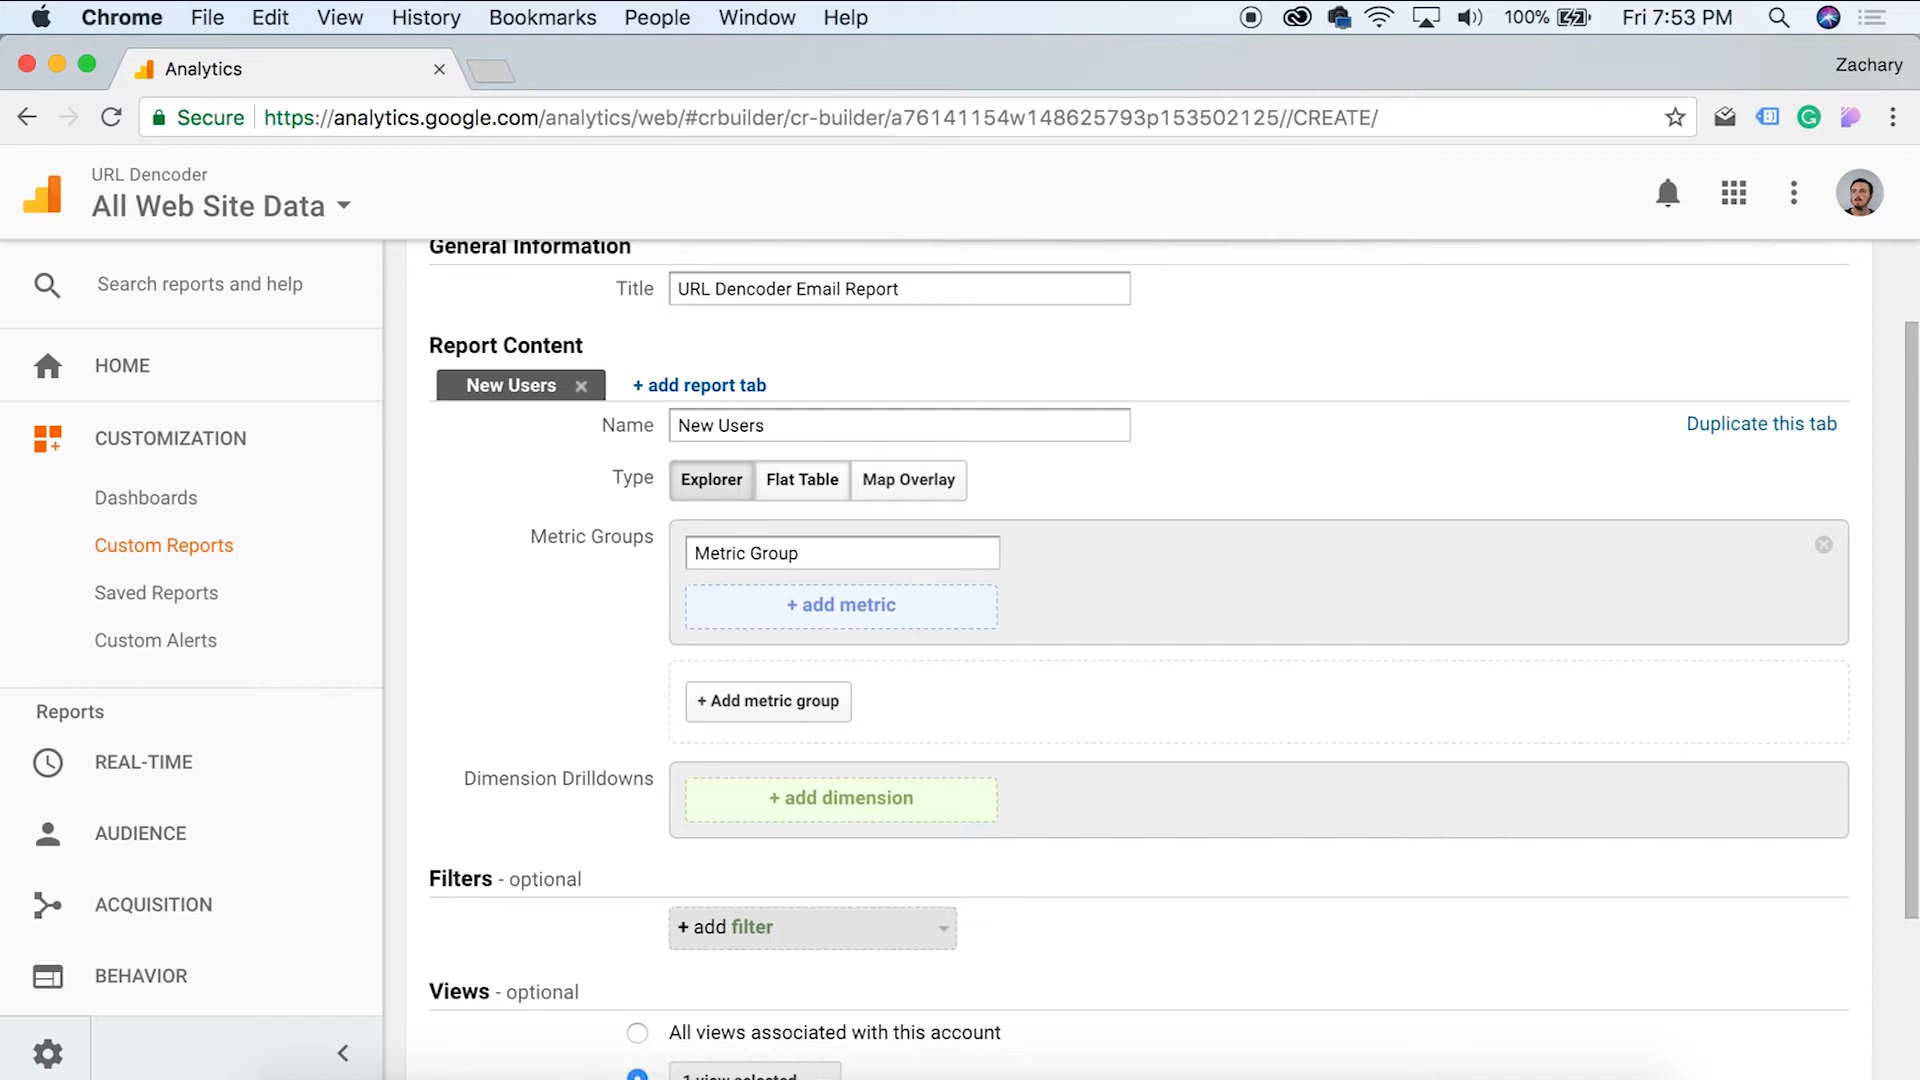 Chrome File Edit View History Bookmarks People Window Help 100% Fri 7:53 PM
Analytics Zachary
Secure https://analytics.google.com/analytics/web/#crbuilder/cr-builder/a76141154w148625793p153502125//CREATE/
URL Dencoder
All Web Site Data
Search reports and help
HOME
CUSTOMIZATION
Dashboards
Custom Reports
Saved Reports
Custom Alerts
Reports
REAL-TIME
AUDIENCE
ACQUISITION
BEHAVIOR
General Information
Title URL Dencoder Email Report
Report Content
New Users + add report tab
Name New Users Duplicate this tab
Type Explorer Flat Table Map Overlay
Metric Groups Metric Group
+ add metric
+ Add metric group
Dimension Drilldowns + add dimension
Filters - optional
+ add filter
Views - optional
All views associated with this account
1 view selected